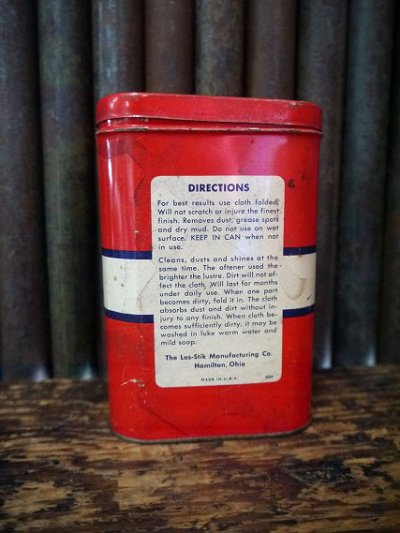 DIRECTIONS
For best results use cloth folded.
Will not scratch or injure the finest
finish. Removes dust, grease spots
and dry mud. Do not use on wet
surface. KEEP IN CAN when not
in use.
Cleans, dusts and shines at the
same time. The oftener used the
brighter the lustre. Dirt will not af-
fect the cloth. Will last for months
under daily use. When one part
becomes dirty, fold it in. The cloth
absorbs dust and dirt without in-
jury to any finish. When cloth be-
comes sufficiently dirty, it may be
washed in luke warm water and
mild soap.
The Las-Stik Manufacturing Co.
Hamilton, Ohio
MADE IN U.S.A.